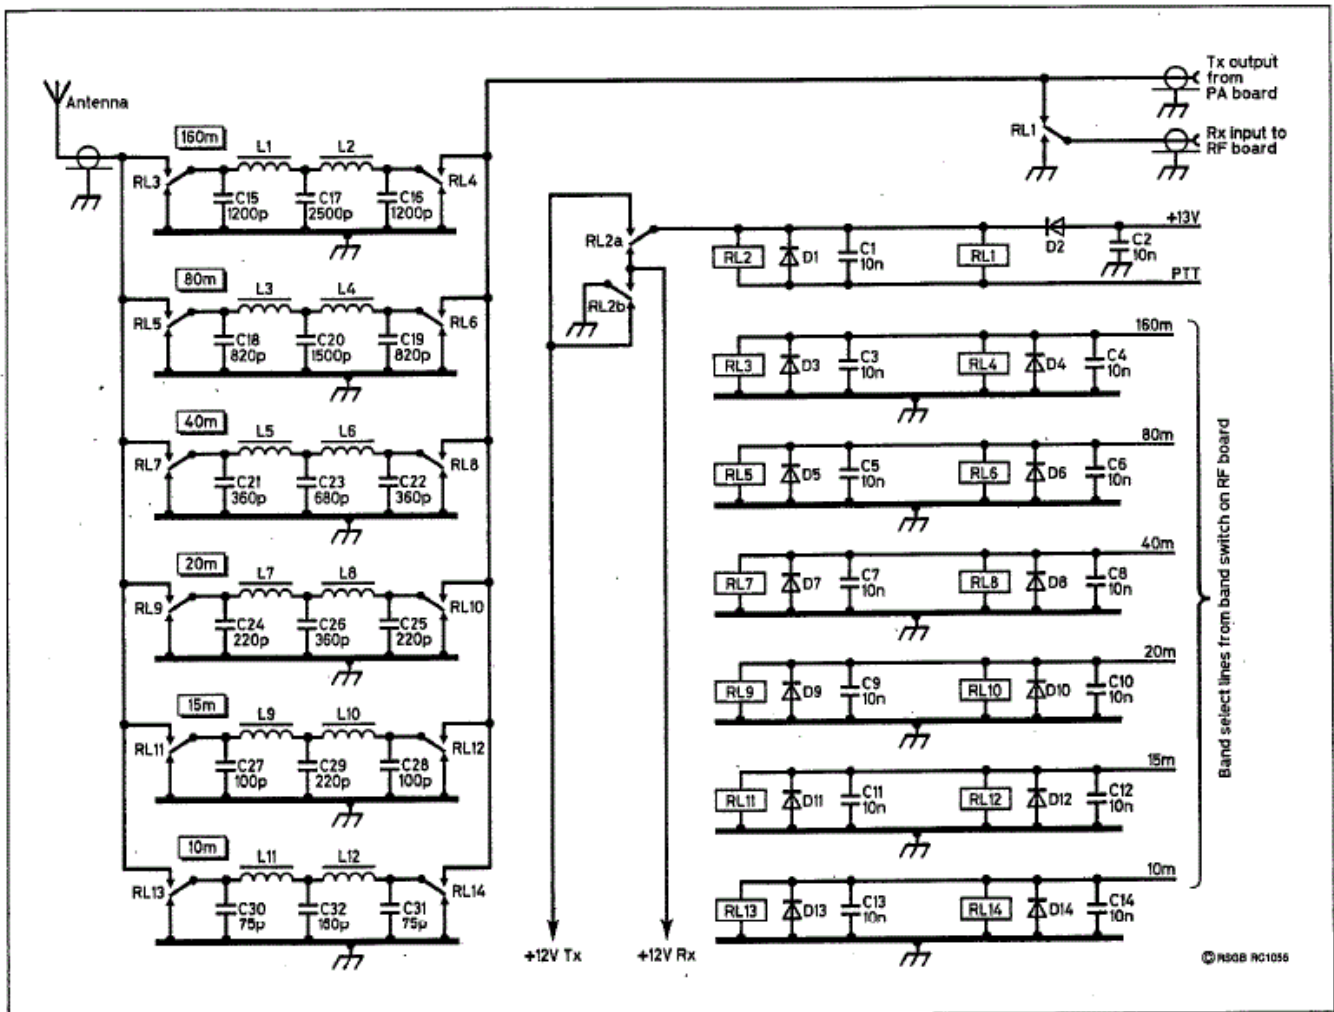 Antenna
160m
L1
L2
RL3
RL4
C15
1200p
C17
2500p
C16
1200p
80m
L3
L4
RL5
RL6
C18
820p
C20
1500p
C19
820p
40m
L5
L6
RL7
RL8
C21
360p
C23
680p
C22
360p
20m
L7
L8
RL9
RL10
C24
220p
C26
360p
C25
220p
15m
L9
L10
RL11
RL12
C27
100p
C29
220p
C28
100p
10m
L11
L12
RL13
RL14
C30
75p
C32
C31
75p
Tx output
from
PA board
RL1
Rx input to
RF board
RL2a
RL2b
+12V Tx
+12V Rx
+13V
RL2
D1
C1
10n
RL1
D2
C2
10n
PTT
160m
RL3
D3
C3
10n
RL4
D4
C4
10n
80m
RL5
D5
C5
10n
RL6
D6
C6
10n
40m
RL7
D7
C7
10n
RL8
D8
C8
10n
20m
RL9
D9
C9
10n
RL10
D10
C10
10n
15m
RL11
D11
C11
10n
RL12
D12
C12
10n
10m
RL13
D13
C13
10n
RL14
D14
C14
10n
Band select lines from band switch on RF board
© RSGB RC1056